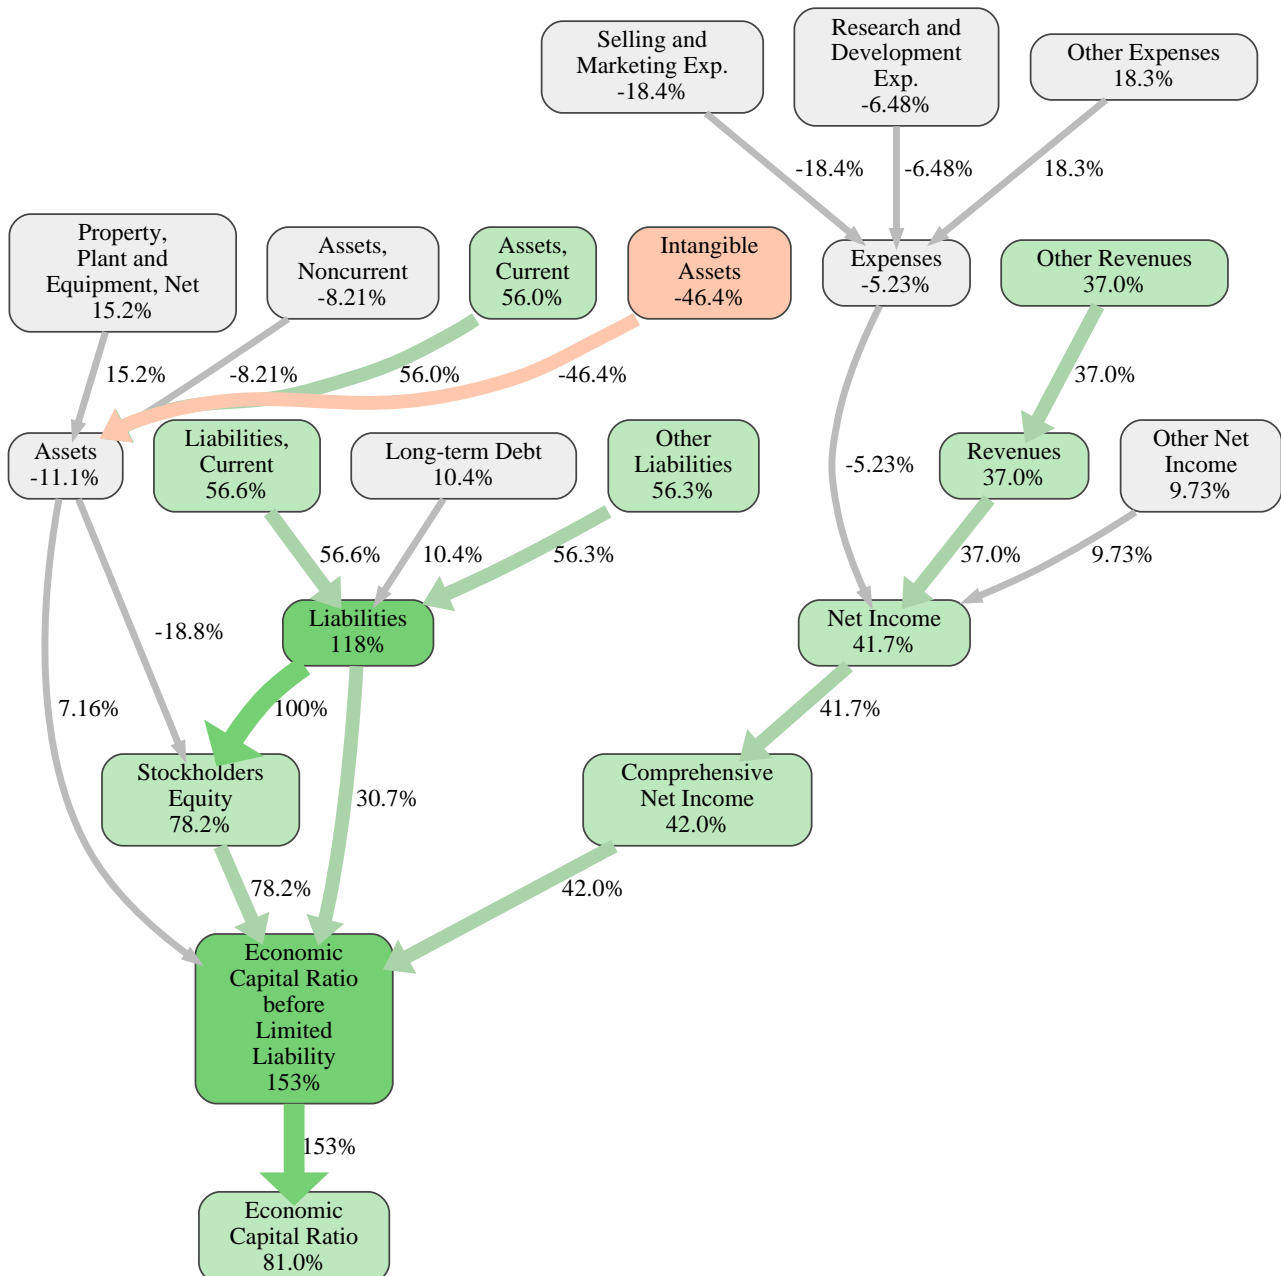 Selling and
Marketing Exp.
-18.4%
Research and
Development
Exp.
-6.48%
Other Expenses
18.3%
-18.4%
-6.48%
18.3%
Property,
Plant and
Equipment, Net
15.2%
Assets,
Noncurrent
-8.21%
Assets,
Current
56.0%
Intangible
Assets
-46.4%
Expenses
-5.23%
Other Revenues
37.0%
15.2%
-8.21%
56.0%
-46.4%
37.0%
Assets
-11.1%
Liabilities,
Current
56.6%
Long-term Debt
10.4%
Other
Liabilities
56.3%
-5.23%
Revenues
37.0%
Other Net
Income
9.73%
56.6%
10.4%
56.3%
37.0%
9.73%
-18.8%
Liabilities
118%
Net Income
41.7%
7.16%
100%
41.7%
Stockholders
Equity
78.2%
30.7%
Comprehensive
Net Income
42.0%
78.2%
42.0%
Economic
Capital Ratio
before
Limited
Liability
153%
153%
Economic
Capital Ratio
81.0%